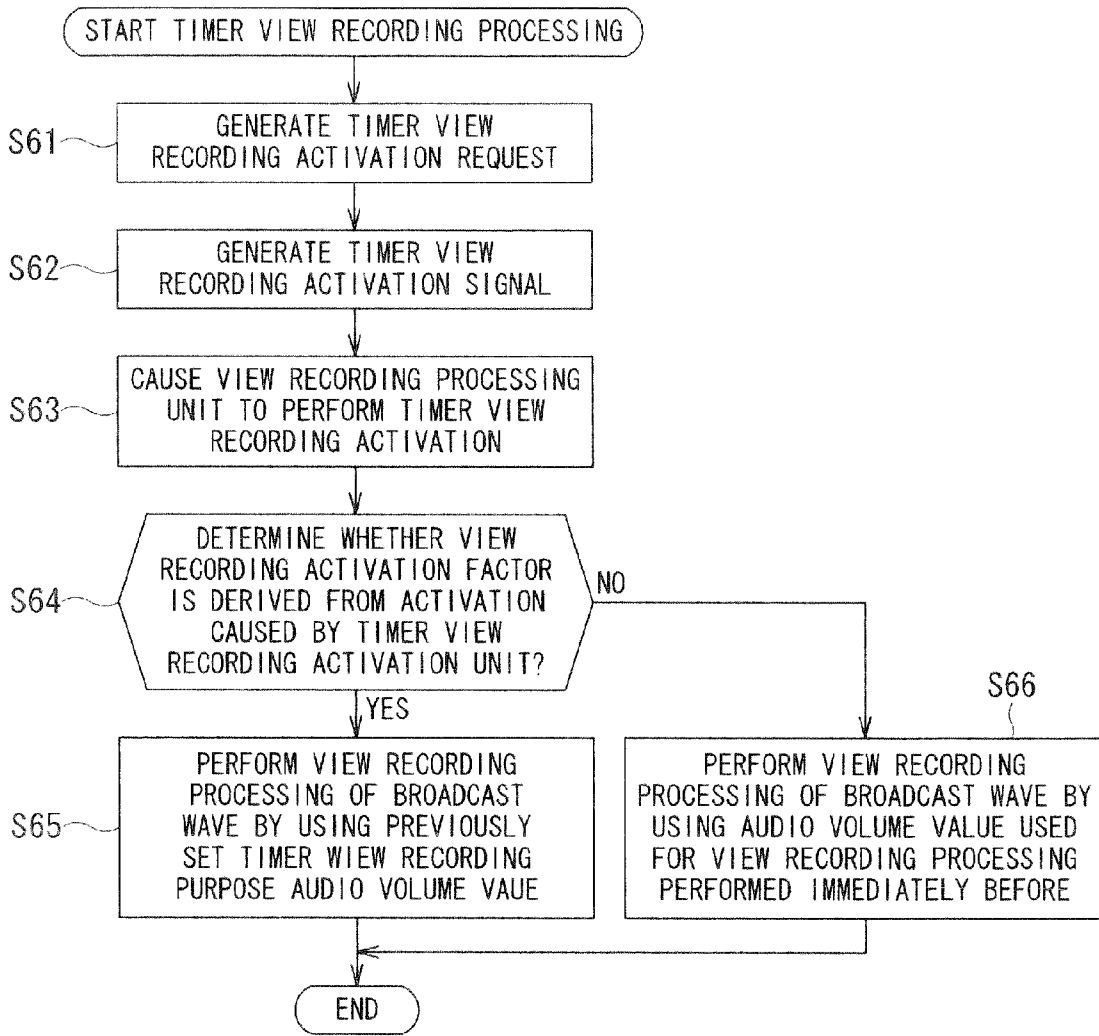 START TIMER VIEW RECORDING PROCESSING
S61
GENERATE TIMER VIEW
RECORDING ACTIVATION REQUEST
S62
GENERATE TIMER VIEW
RECORDING ACTIVATION SIGNAL
S63
CAUSE VIEW RECORDING PROCESSING
UNIT TO PERFORM TIMER VIEW
RECORDING ACTIVATION
S64
DETERMINE WHETHER VIEW
RECORDING ACTIVATION FACTOR
IS DERIVED FROM ACTIVATION
CAUSED BY TIMER VIEW
RECORDING ACTIVATION UNIT?
NO
YES
S65
PERFORM VIEW RECORDING
PROCESSING OF BROADCAST
WAVE BY USING PREVIOUSLY
SET TIMER WIEW RECORDING
PURPOSE AUDIO VOLUME VAUE
S66
PERFORM VIEW RECORDING
PROCESSING OF BROADCAST WAVE BY
USING AUDIO VOLUME VALUE USED
FOR VIEW RECORDING PROCESSING
PERFORMED IMMEDIATELY BEFORE
END